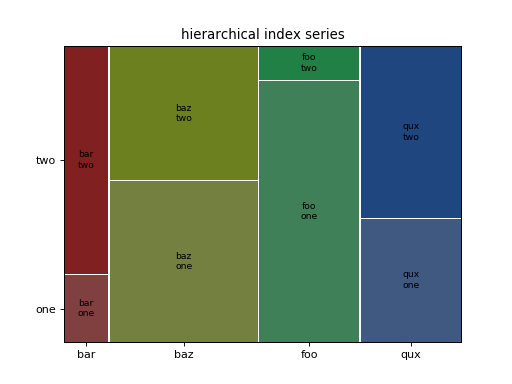 hierarchical index series
foo
two
baz
two
qux
two
bar
two
two
foo
one
baz
one
qux
one
bar
one
one
bar
baz
foo
qux